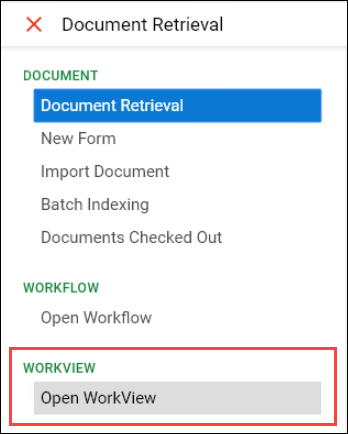 Document Retrieval
DOCUMENT
Document Retrieval
New Form
Import Document
Batch Indexing
Documents Checked Out
WORKFLOW
Open Workflow
WORKVIEW
Open WorkView